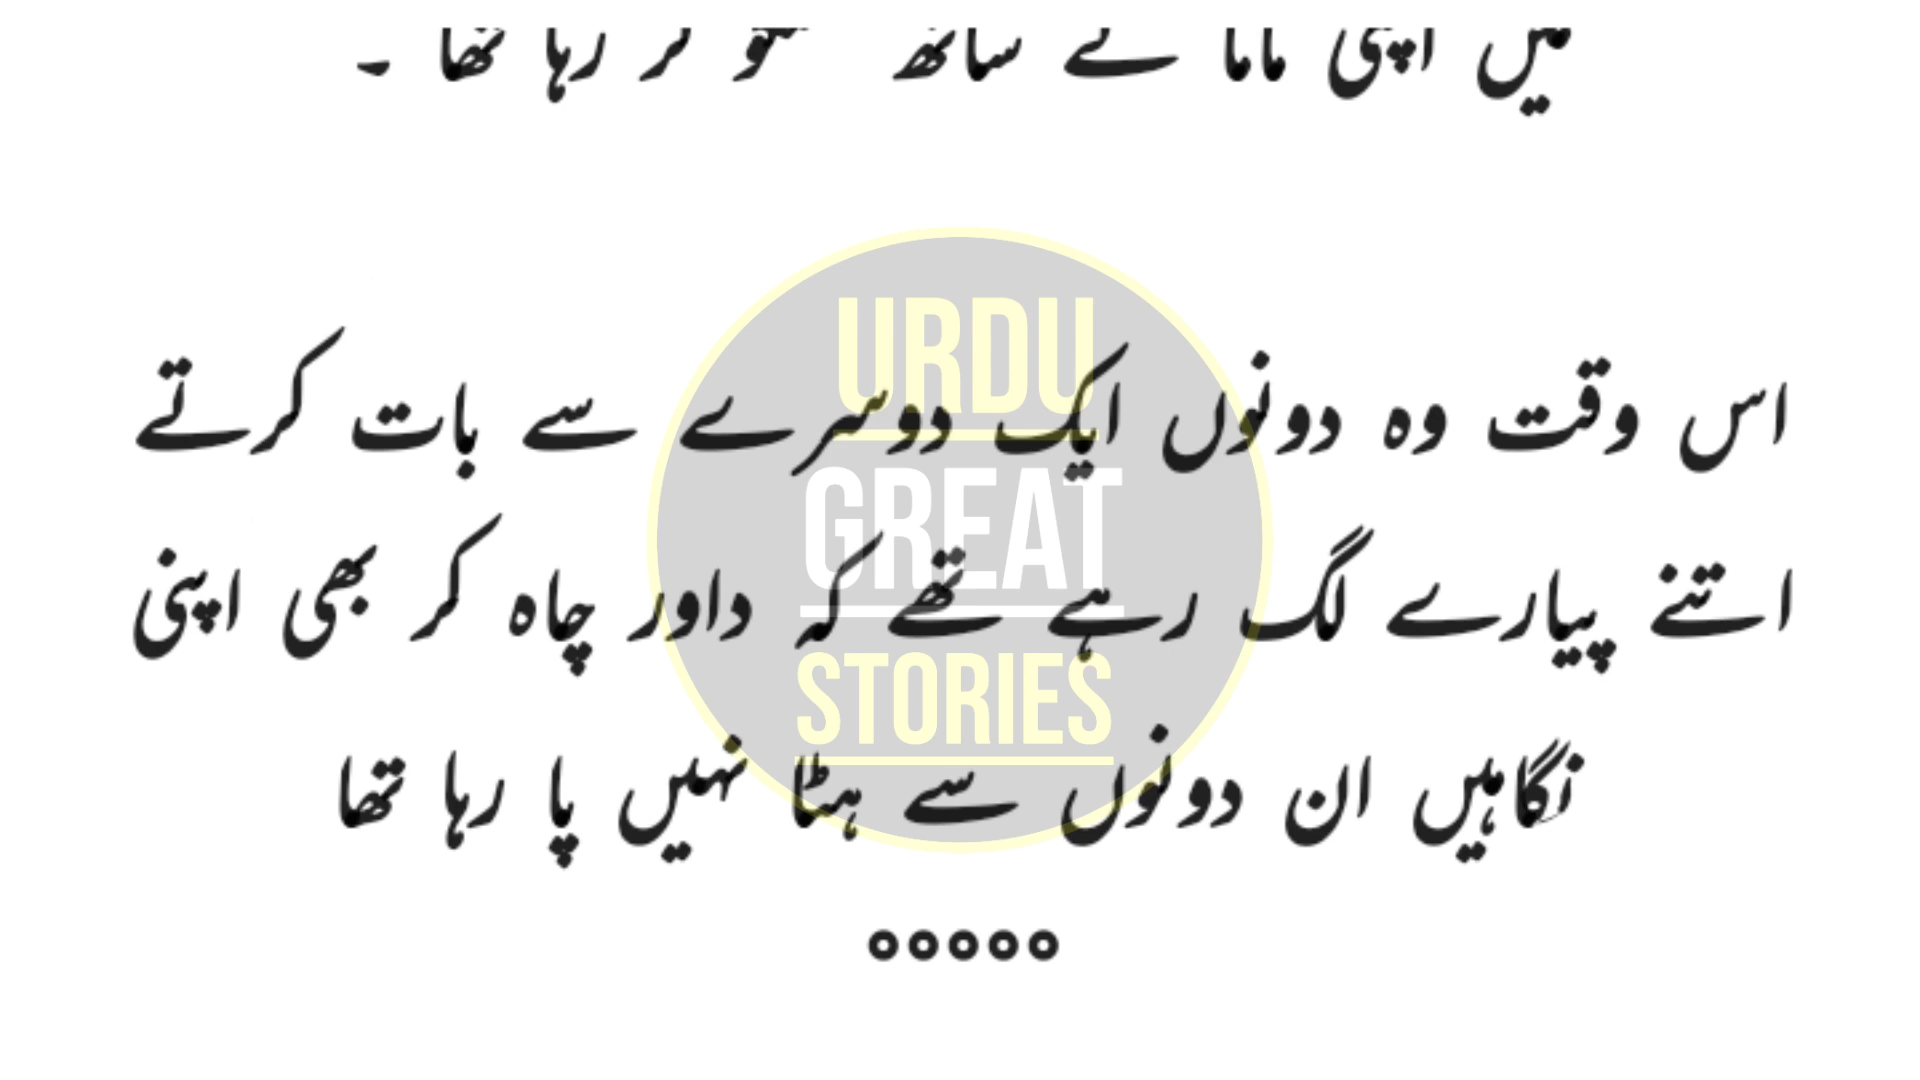 میں اپنی ماما کے ساتھ گفتگو کر رہا تھا ۔
اس وقت وہ دونوں ایک دوسرے سے بات کرتے
اتنے پیارے لگ رہے تھے کہ داور چاہ کر بھی اپنی
نگاہیں ان دونوں سے ہٹا نہیں پا رہا تھا
ooooo
URDU
GREAT
STORIES